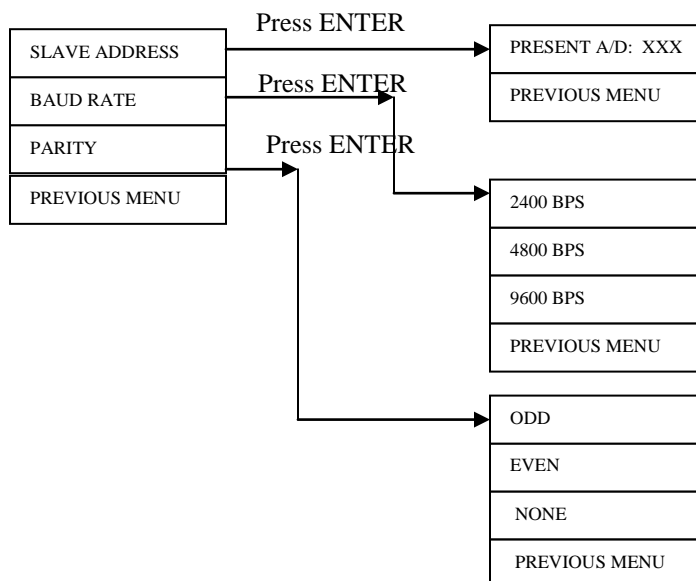 Press ENTER
SLAVE ADDRESS
BAUD RATE
PARITY
PREVIOUS MENU
Press ENTER
Press ENTER
PRESENT A/D: XXX
PREVIOUS MENU
2400 BPS
4800 BPS
9600 BPS
PREVIOUS MENU
ODD
EVEN
NONE
PREVIOUS MENU